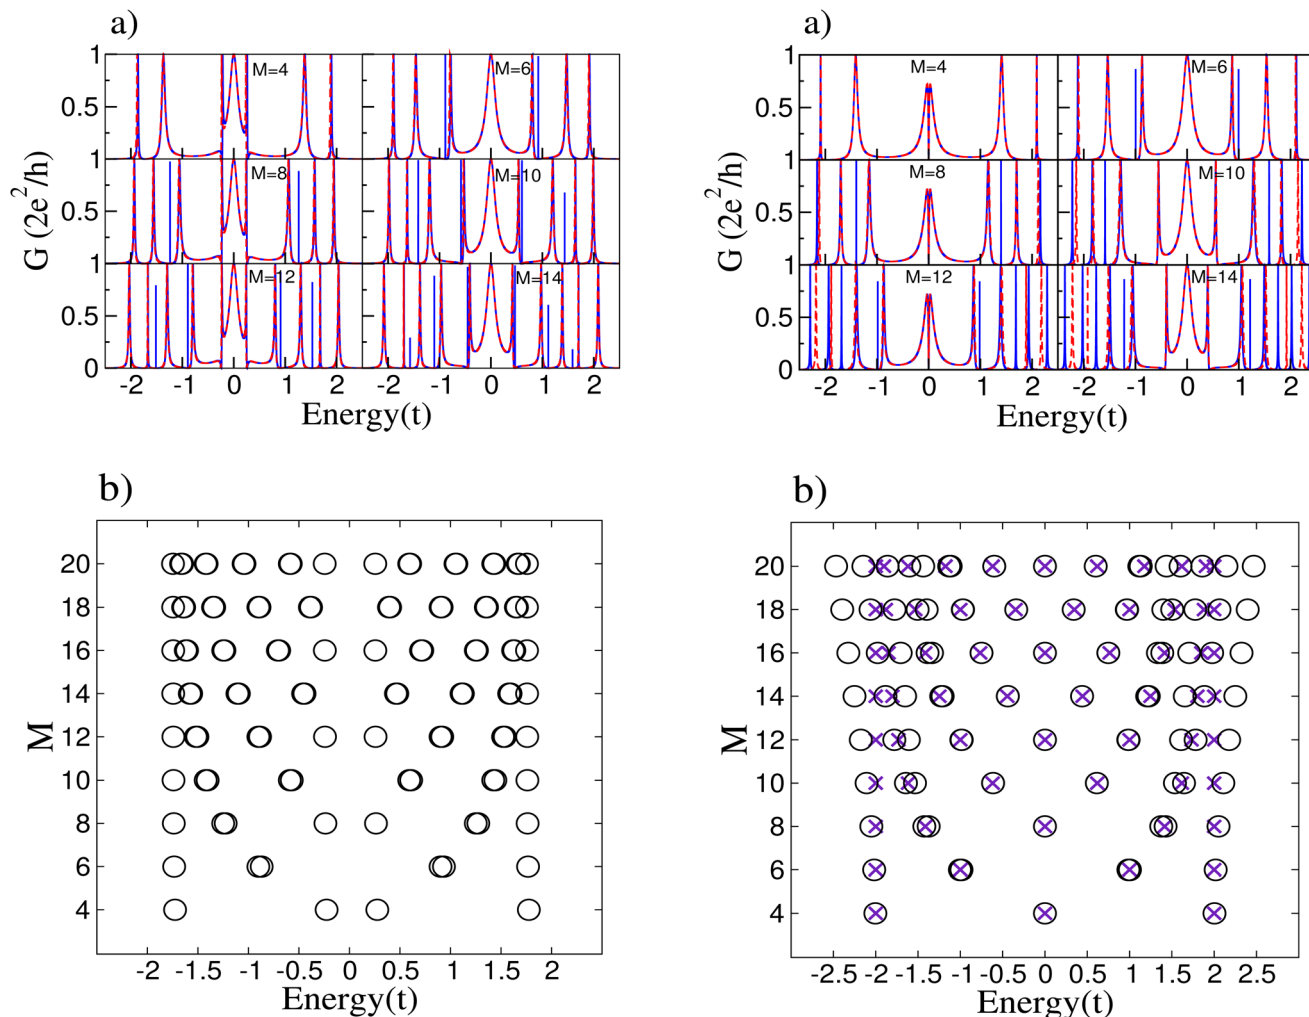 a)
1
0.5
1
0.5
1
0.5
0
G (2e²/h)
M=4
M=6
M=8
M=10
M=12
M=14
-2 -1 0 1 2 -2 -1 0 1 2
Energy(t)
a)
1
0.5
1
0.5
1
0.5
0
G (2e²/h)
M=4
M=6
M=8
M=10
M=12
M=14
-2 -1 0 1 2 -2 -1 0 1 2
Energy(t)
b)
20
18
16
14
12
10
8
6
4
M
-2 -1.5 -1 -0.5 0 0.5 1 1.5 2
Energy(t)
b)
20
18
16
14
12
10
8
6
4
M
-2.5 -2 -1.5 -1 -0.5 0 0.5 1 1.5 2 2.5
Energy(t)